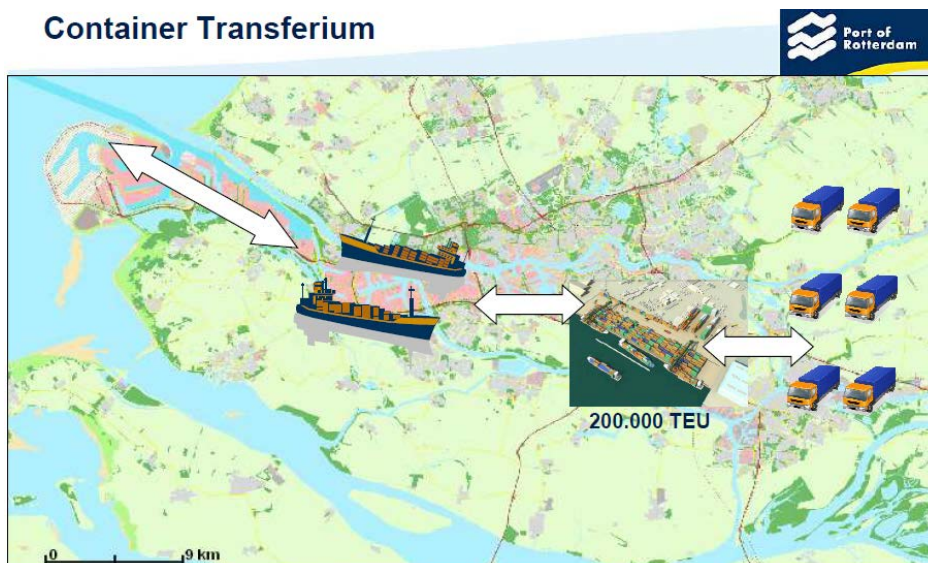 Container Transferium
Port of
Rotterdam
200.000 TEU
0 9 km